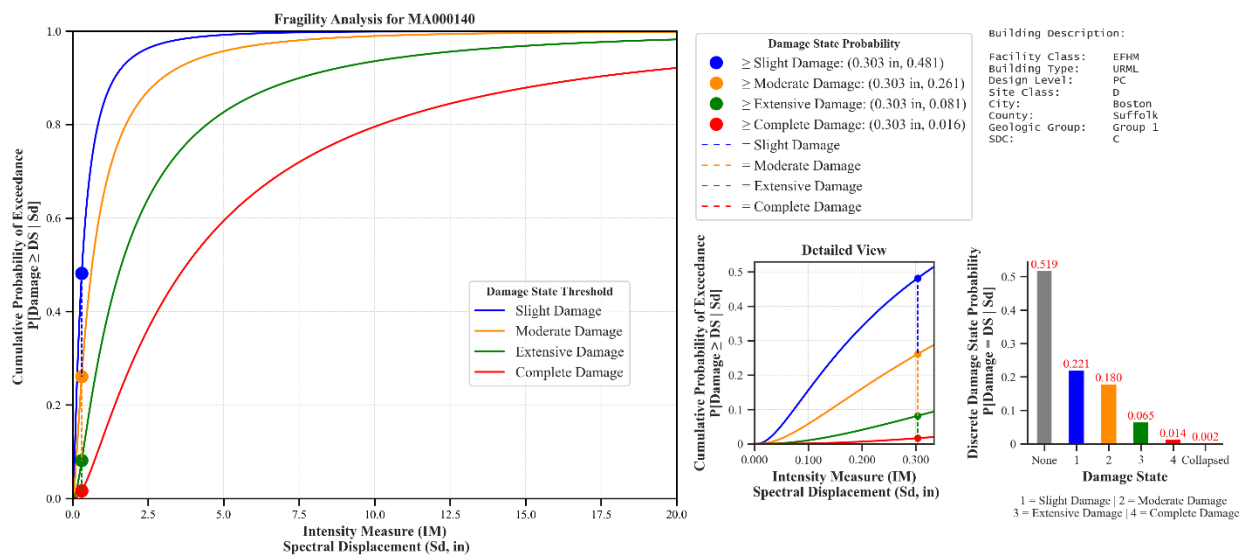 Fragility Analysis for MA000140
Cumulative Probability of Exceedance
P[Damage ≥ DS | Sd]
1.0
0.8
0.6
0.4
0.2
0.0
0.0 2.5 5.0 7.5 10.0 12.5 15.0 17.5 20.0
Intensity Measure (IM)
Spectral Displacement (Sd, in)
Damage State Threshold
Slight Damage
Moderate Damage
Extensive Damage
Complete Damage
Damage State Probability
≥ Slight Damage: (0.303 in, 0.481)
≥ Moderate Damage: (0.303 in, 0.261)
≥ Extensive Damage: (0.303 in, 0.081)
≥ Complete Damage: (0.303 in, 0.016)
= Slight Damage
= Moderate Damage
= Extensive Damage
= Complete Damage
Building Description:
Facility Class: EFHM
Building Type: URML
Design Level: PC
Site Class: D
City: Boston
County: Suffolk
Geologic Group: Group 1
SDC: C
Detailed View
Cumulative Probability of Exceedance
P[Damage ≥ DS | Sd]
0.5
0.4
0.3
0.2
0.1
0
0.000 0.100 0.200 0.300
Intensity Measure (IM)
Spectral Displacement (Sd, in)
Discrete Damage State Probability
P[Damage = DS | Sd]
0.5
0.4
0.3
0.2
0.1
0.0
0.519
0.221
0.180
0.065
0.014
0.002
None 1 2 3 4 Collapsed
Damage State
1 = Slight Damage | 2 = Moderate Damage
3 = Extensive Damage | 4 = Complete Damage